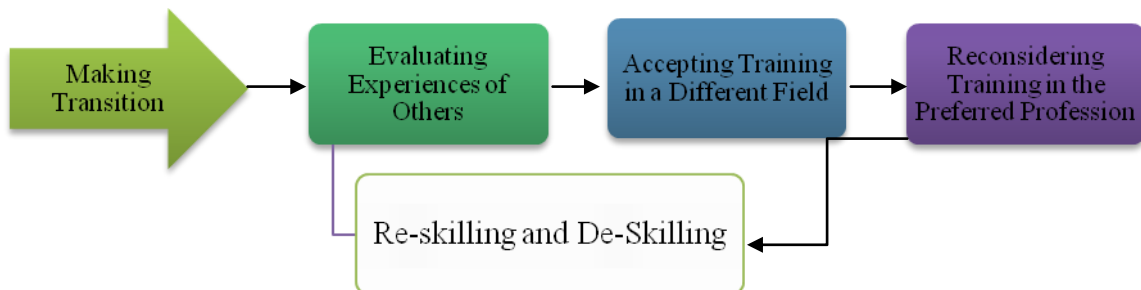 Making
Transition
Evaluating
Experiences of
Others
Accepting Training
in a Different Field
Reconsidering
Training in the
Preferred Profession
Re-skilling and De-Skilling